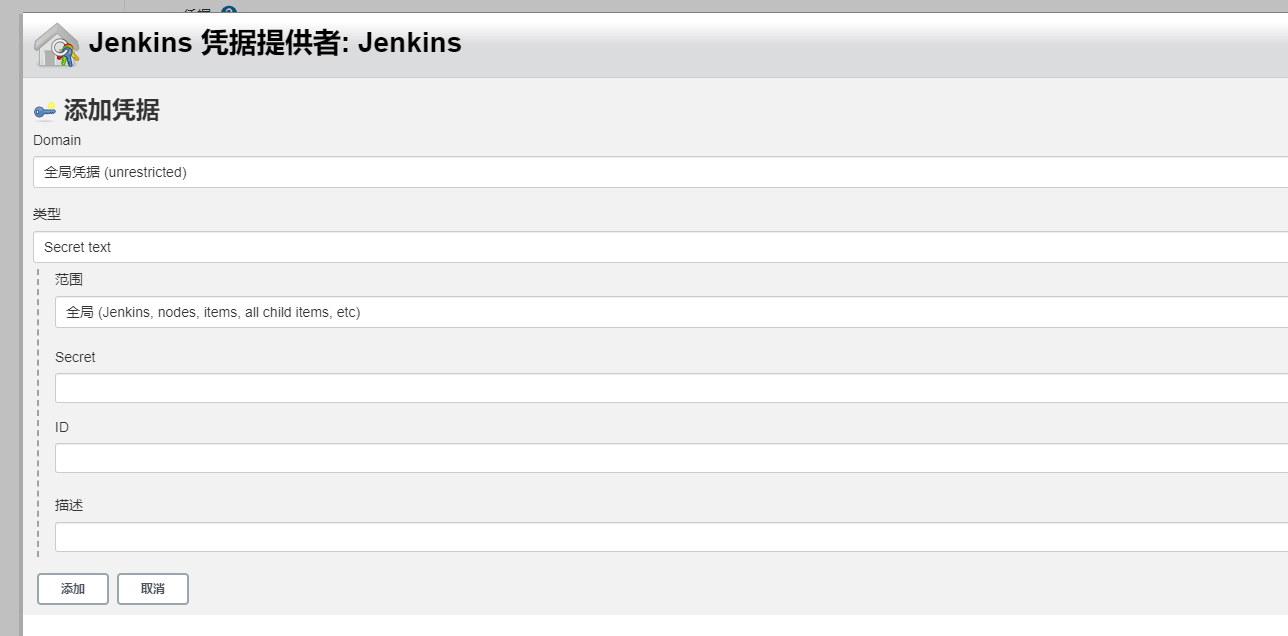 凭据
Jenkins 凭据提供者: Jenkins
添加凭据
Domain
全局凭据 (unrestricted)
类型
Secret text
范围
全局 (Jenkins, nodes, items, all child items, etc)
Secret
ID
描述
添加
取消